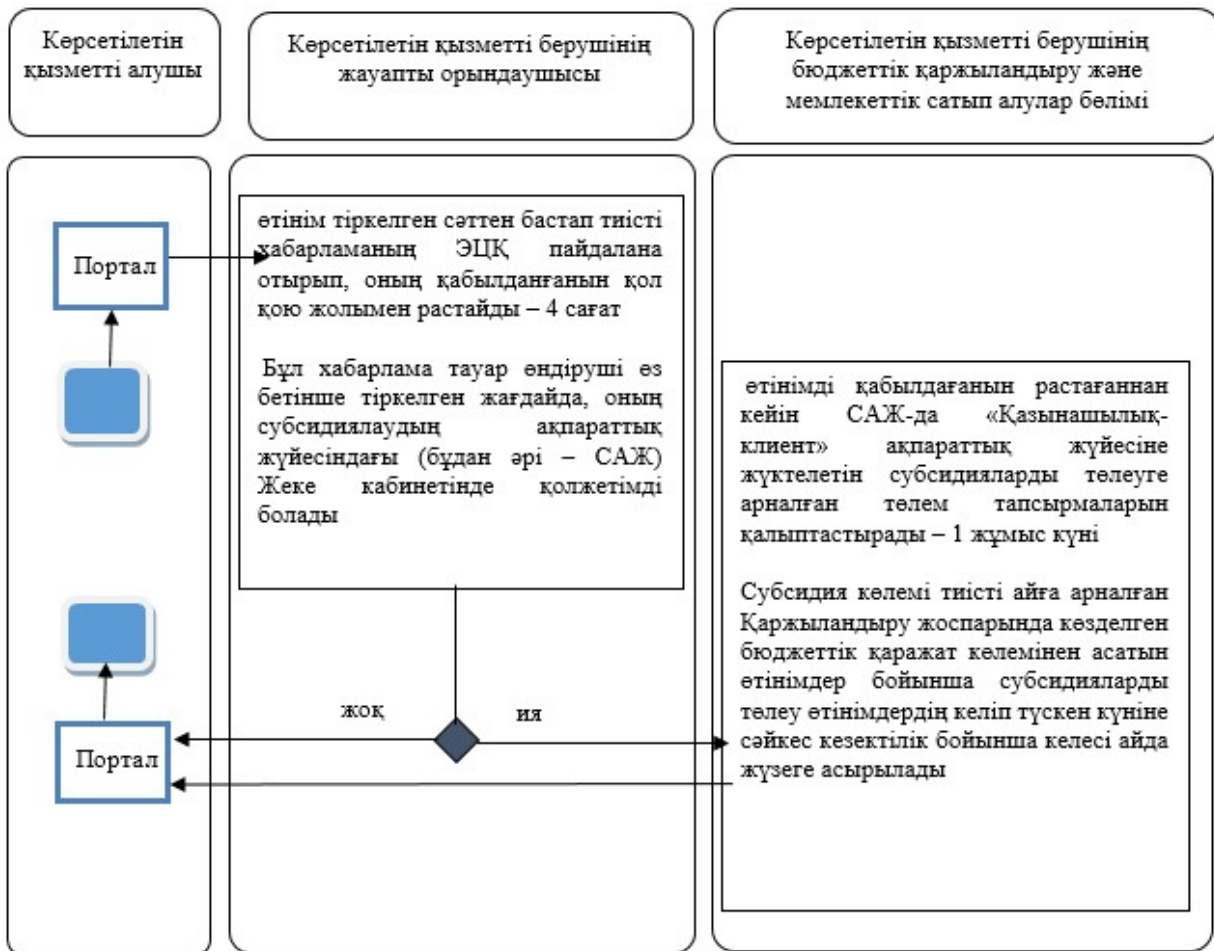 Көрсетілетін
қызметті алушы
Көрсетілетін қызметті берушінің
жауапты орындаушысы
Көрсетілетін қызметті берушінің
бюджеттік қаржыландыру және
мемлекеттік сатып алулар бөлімі
Портал
өтінім тіркелген сәттен бастап тиісті
хабарламаның ЭЦҚ пайдалана
отырып, оның қабылданғанын қол
қою жолымен растайды – 4 сағат
Бұл хабарлама тауар өндіруші өз
бетінше тіркелген жағдайда, оның
субсидиялаудың ақпараттық
жүйесіндағы (бұдан әрі – САЖ)
Жеке кабинетінде қолжетімді
болады
өтінімді қабылдағанын растағаннан
кейін САЖ-да «Қазынашылық-
клиент» ақпараттық жүйесіне
жүктелетін субсидияларды төлеуге
арналған төлем тапсырмаларын
қалыптастырады – 1 жұмыс күні
Субсидия көлемі тиісті айға арналған
Қаржыландыру жоспарында көзделген
бюджеттік қаражат көлемінен асатын
өтінімдер бойынша субсидияларды
төлеу өтінімдердің келіп түскен күніне
сәйкес кезектілік бойынша келесі айда
жүзеге асырылады
жоқ
ия
Портал